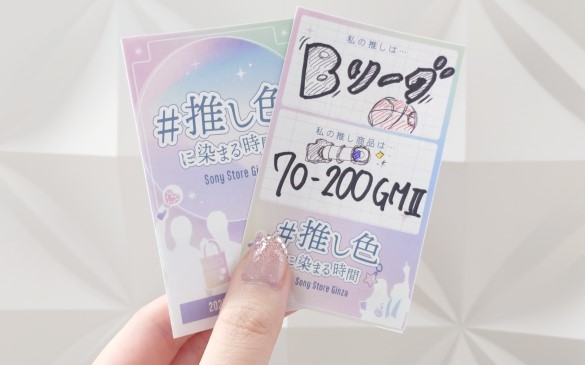 #推し色
に染まる時間
Sony Store Ginza
私の推しは…
"Bリーグ"
私の推し商品は…
70-200GMⅡ
#推し色
に染まる時間
Sony Store Ginza